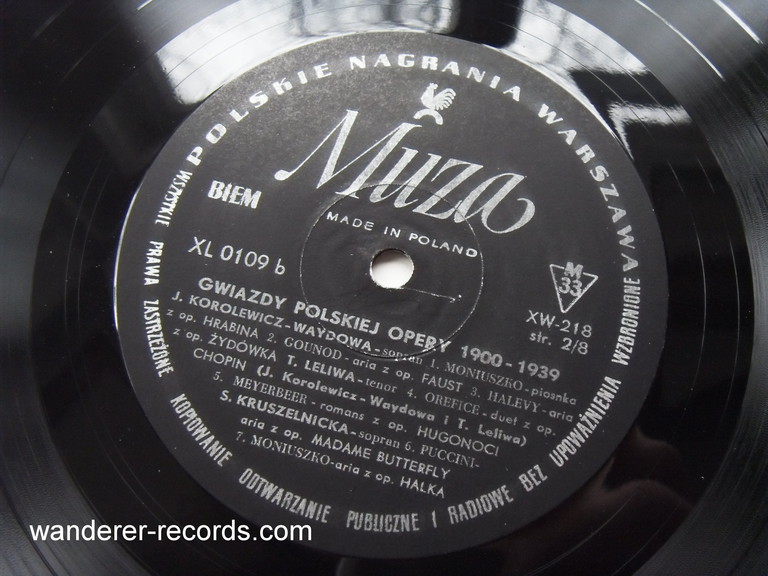 POLSKIE NAGRANIA WARSZAWA
Muza
BIEM
MADE IN POLAND
XL 0109 b
M
33
XW-218
str. 2/8
GWIAZDY POLSKIEJ OPERY 1900-1939
J. KOROLEWICZ-WAYDOWA-sopran 1. MONIUSZKO-piosnka
z op. HRABINA 2. GOUNOD-aria z op. FAUST 3. HALEVY-aria
z op. ŻYDÓWKA T. LELIWA-tenor 4. OREFICE-duet z op.
CHOPIN (J. Korolewicz-Waydowa i T. Leliwa)
5. MEYERBEER-romans z op. HUGONOCI
S. KRUSZELNICKA-sopran 6. PUCCINI-
aria z op. MADAME BUTTERFLY
7. MONIUSZKO-aria z op. HALKA
WSZYSTKIE PRAWA ZASTRZEŻONE KOPIOWANIE ODTWARZANIE PUBLICZNE I RADIOWE BEZ UPOWAŻNIENIA WZBRONIONE
wanderer-records.com